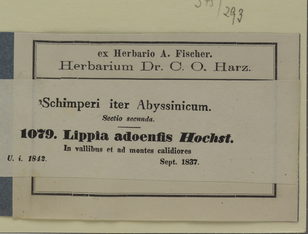 ex Herbario A. Fischer.
Herbarium Dr. C. O. Harz.
Schimperi iter Abyssinicum.
Sectio secunda.
1079. Lippia adoenſis Hochst.
In vallibus et ad montes calidiores
U. i. 1842. Sept. 1837.